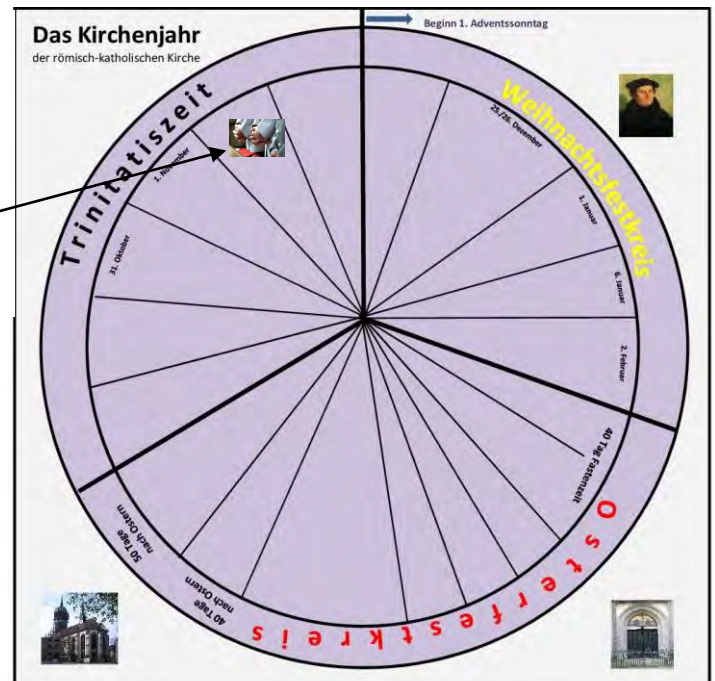 Das Kirchenjahr
der römisch-katholischen Kirche
Beginn 1. Adventssonntag
Weihnachtsfestkreis
25./26. Dezember
1. Januar
6. Januar
2. Februar
40 Tag Fastenzeit
Osterfestkreis
40 Tage
nach Ostern
50 Tage
nach Ostern
Trinitatiszeit
31. Oktober
1. November